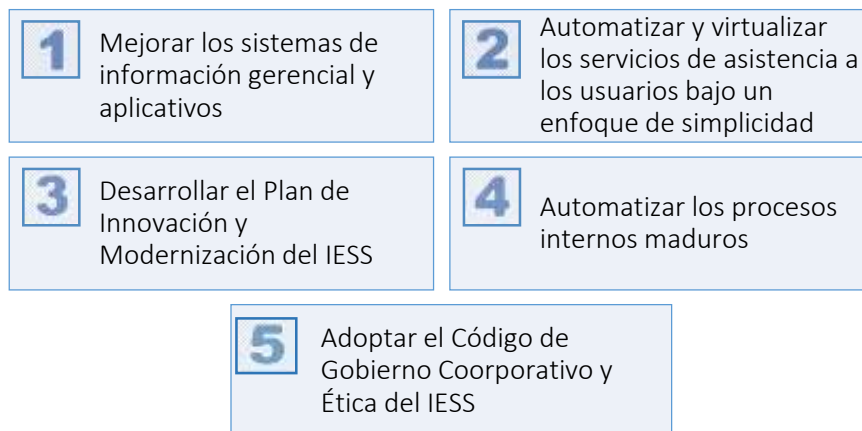 1
Mejorar los sistemas de
información gerencial y
aplicativos
2
Automatizar y virtualizar
los servicios de asistencia a
los usuarios bajo un
enfoque de simplicidad
3
Desarrollar el Plan de
Innovación y
Modernización del IESS
4
Automatizar los procesos
internos maduros
5
Adoptar el Código de
Gobierno Coorporativo y
Ética del IESS